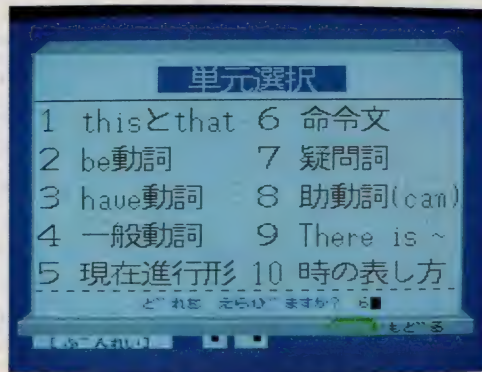 単元選択
1 thisとthat 6 命令文
2 be動詞 7 疑問詞
3 have動詞 8 助動詞(can)
4 一般動詞 9 There is ~
5 現在進行形 10 時の表し方
どれを えらびますか? 6
もどる